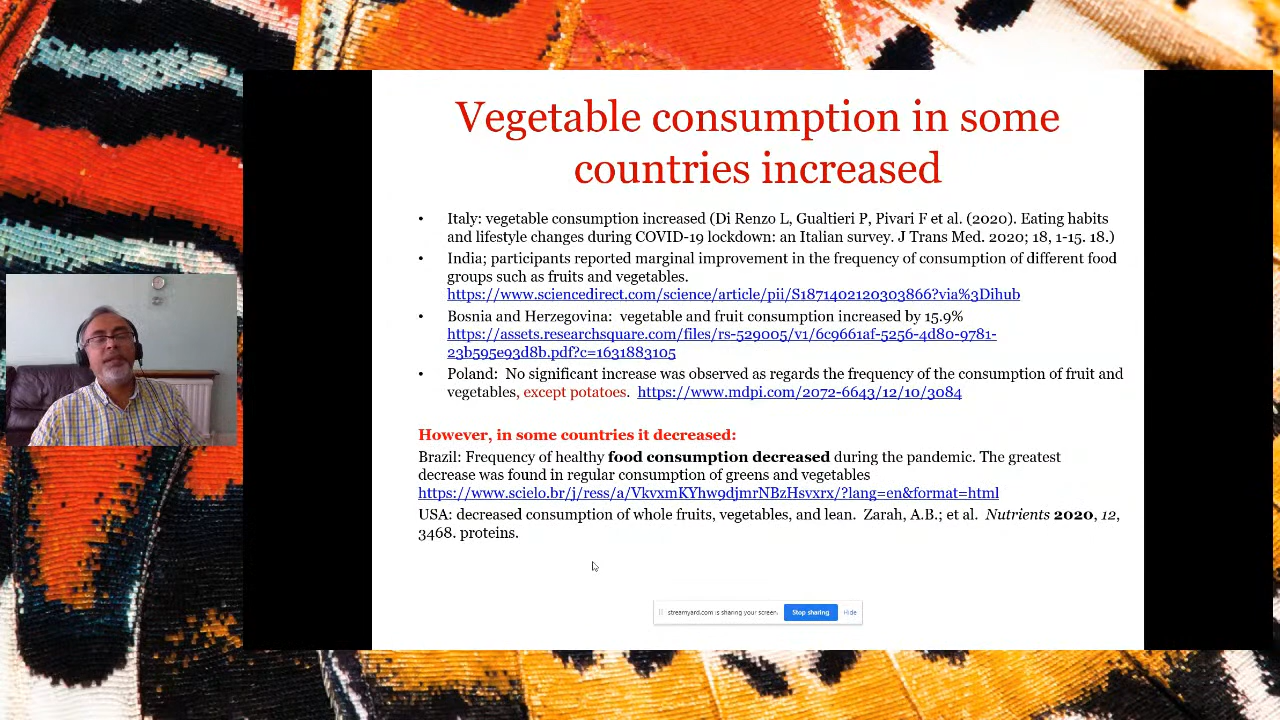 Vegetable consumption in some
countries increased
• Italy: vegetable consumption increased (Di Renzo L, Gualtieri P, Pivari F et al. (2020). Eating habits
and lifestyle changes during COVID-19 lockdown: an Italian survey. J Trans Med. 2020; 18, 1-15. 18.)
• India; participants reported marginal improvement in the frequency of consumption of different food
groups such as fruits and vegetables.
https://www.sciencedirect.com/science/article/pii/S1871402120303866?via%3Dihub
• Bosnia and Herzegovina: vegetable and fruit consumption increased by 15.9%
https://assets.researchsquare.com/files/rs-529005/v1/6c9661af-5256-4d80-9781-
23b595e93d8b.pdf?c=1631883105
• Poland: No significant increase was observed as regards the frequency of the consumption of fruit and
vegetables, except potatoes. https://www.mdpi.com/2072-6643/12/10/3084
However, in some countries it decreased:
Brazil: Frequency of healthy food consumption decreased during the pandemic. The greatest
decrease was found in regular consumption of greens and vegetables
https://www.scielo.br/j/ress/a/VkvxmKYhw9djmrNBzHsvxrx/?lang=en&format=html
USA: decreased consumption of whole fruits, vegetables, and lean. Zarah, A.B.; et al. Nutrients 2020, 12,
3468. proteins.
streamyard.com is sharing your screen. Stop sharing Hide